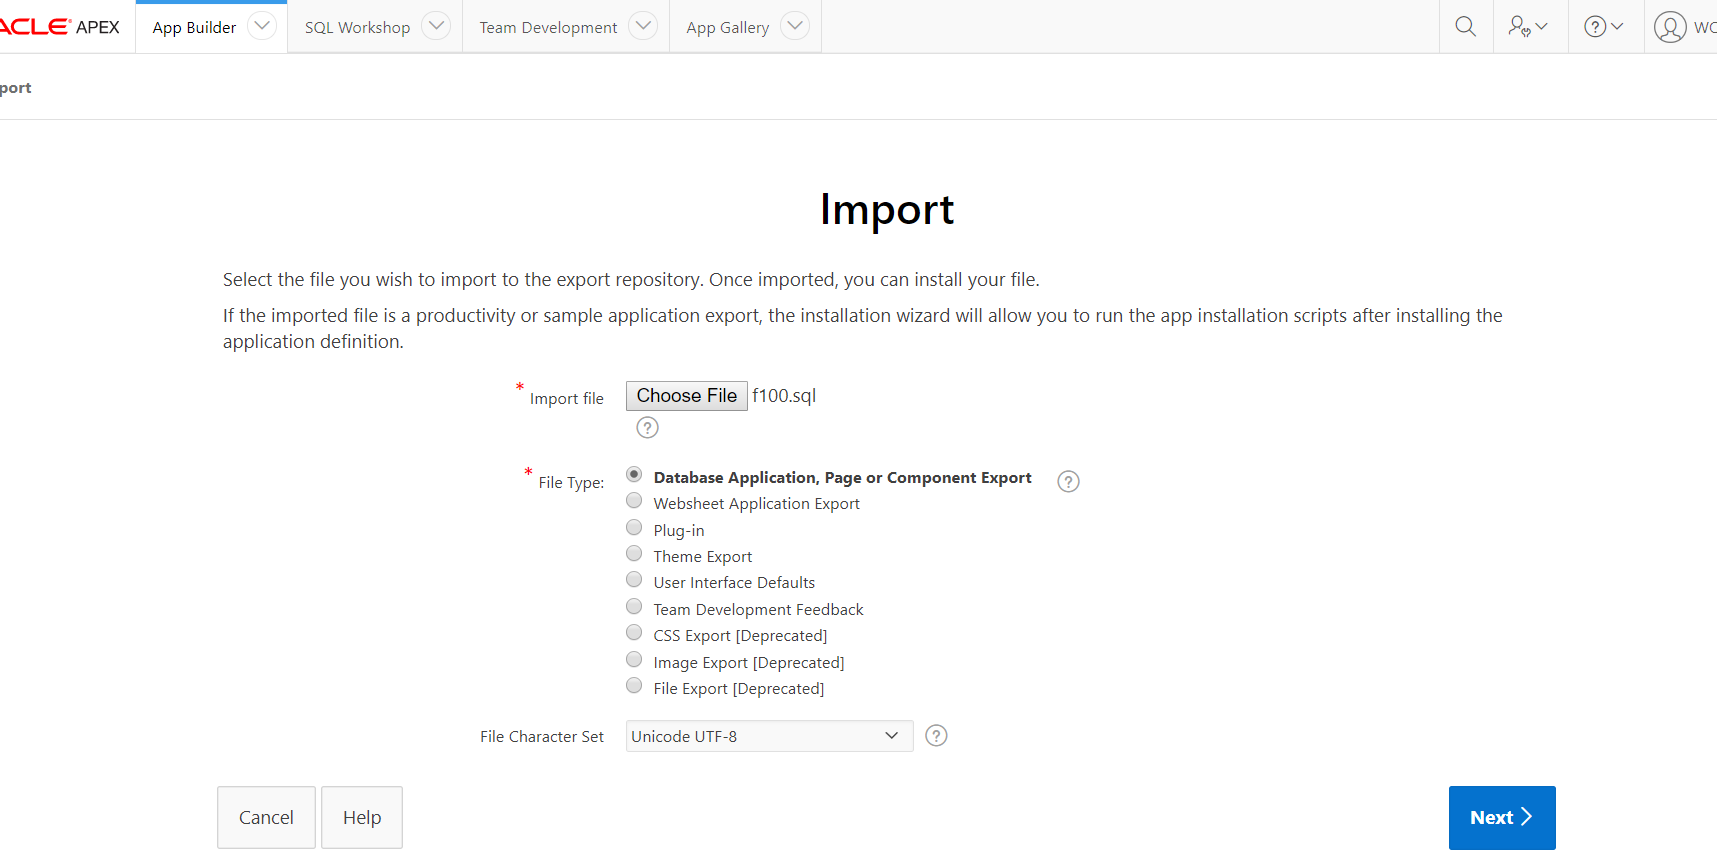 ACLE APEX
App Builder
SQL Workshop
Team Development
App Gallery
WO
port
Import
Select the file you wish to import to the export repository. Once imported, you can install your file.
If the imported file is a productivity or sample application export, the installation wizard will allow you to run the app installation scripts after installing the
application definition.
* Import file
Choose File f100.sql
?
* File Type:
Database Application, Page or Component Export
?
Websheet Application Export
Plug-in
Theme Export
User Interface Defaults
Team Development Feedback
CSS Export [Deprecated]
Image Export [Deprecated]
File Export [Deprecated]
File Character Set
Unicode UTF-8
?
Cancel
Help
Next